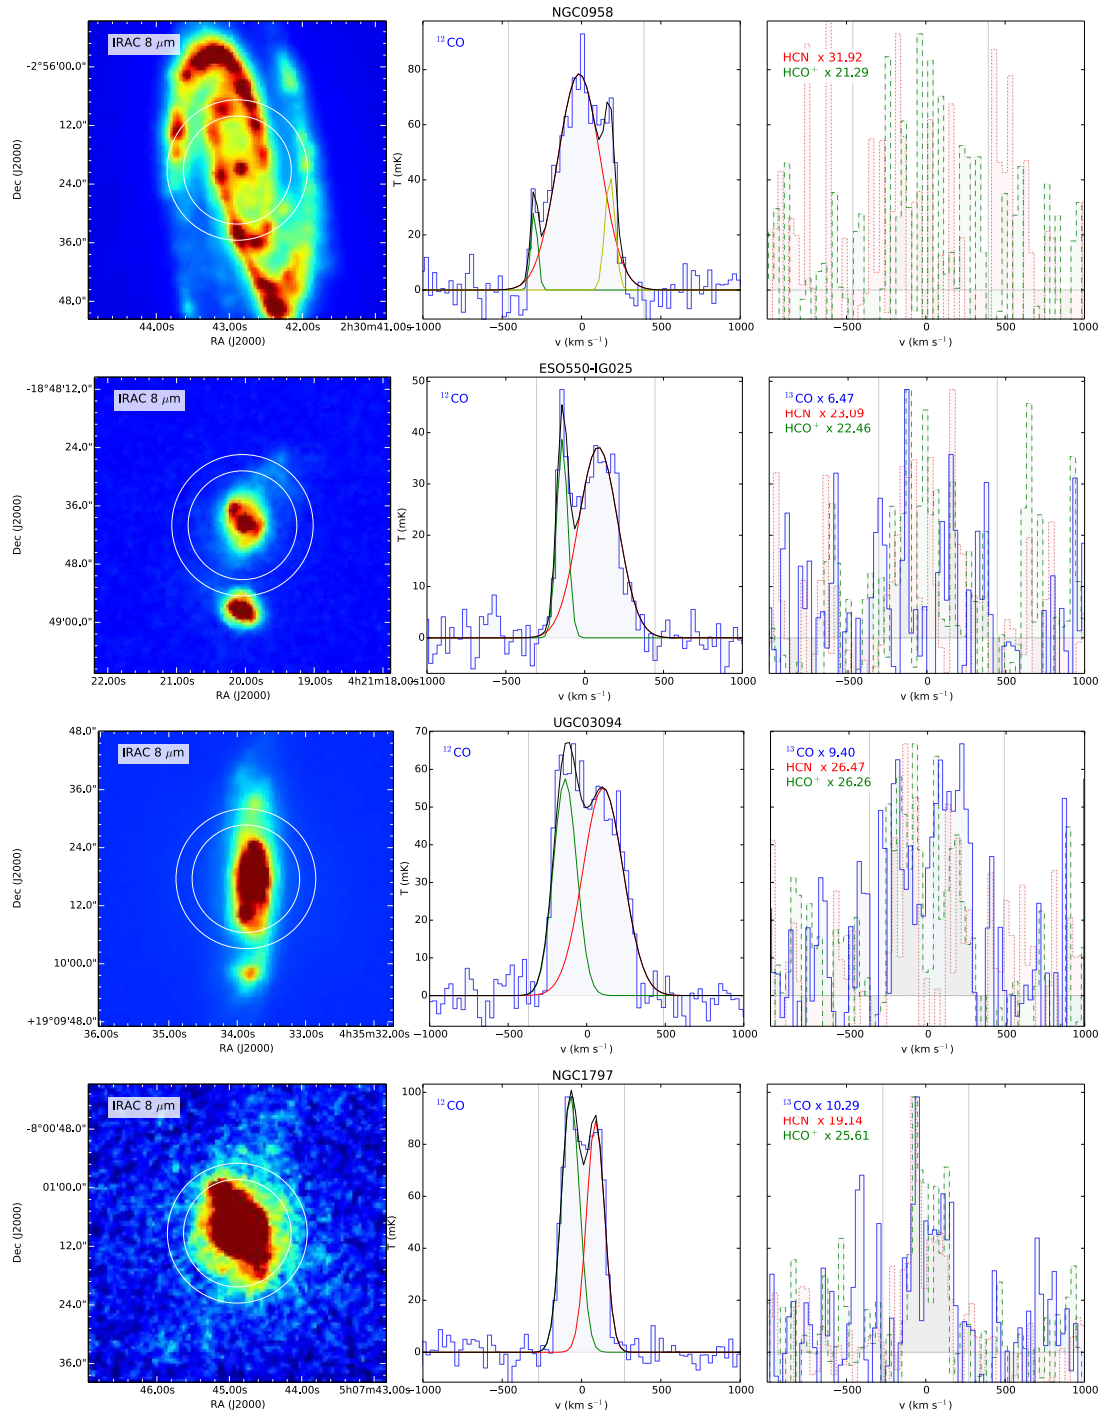 NGC0958
IRAC 8 μm
-2°56'00.0"
12.0"
24.0"
36.0"
48.0"
Dec (J2000)
44.00s 43.00s 42.00s 2h30m41.00s
RA (J2000)
¹²CO
80
60
40
20
0
T (mK)
−1000 −500 0 500 1000
v (km s⁻¹)
HCN x 31.92
HCO⁺ x 21.29
−500 0 500 1000
v (km s⁻¹)
ESO550-IG025
IRAC 8 μm
-18°48'12.0"
24.0"
36.0"
48.0"
49'00.0"
Dec (J2000)
22.00s 21.00s 20.00s 19.00s 4h21m18.00s
RA (J2000)
¹²CO
50
40
30
20
10
0
T (mK)
−1000 −500 0 500 1000
v (km s⁻¹)
¹³CO x 6.47
HCN x 23.09
HCO⁺ x 22.46
−500 0 500 1000
v (km s⁻¹)
UGC03094
IRAC 8 μm
48.0"
36.0"
24.0"
12.0"
10'00.0"
+19°09'48.0"
Dec (J2000)
36.00s 35.00s 34.00s 33.00s 4h35m32.00s
RA (J2000)
¹²CO
70
60
50
40
30
20
10
0
T (mK)
−1000 −500 0 500 1000
v (km s⁻¹)
¹³CO x 9.40
HCN x 26.47
HCO⁺ x 26.26
−500 0 500 1000
v (km s⁻¹)
NGC1797
IRAC 8 μm
-8°00'48.0"
01'00.0"
12.0"
24.0"
36.0"
Dec (J2000)
46.00s 45.00s 44.00s 5h07m43.00s
RA (J2000)
¹²CO
100
80
60
40
20
0
T (mK)
−1000 −500 0 500 1000
v (km s⁻¹)
¹³CO x 10.29
HCN x 19.14
HCO⁺ x 25.61
−500 0 500 1000
v (km s⁻¹)